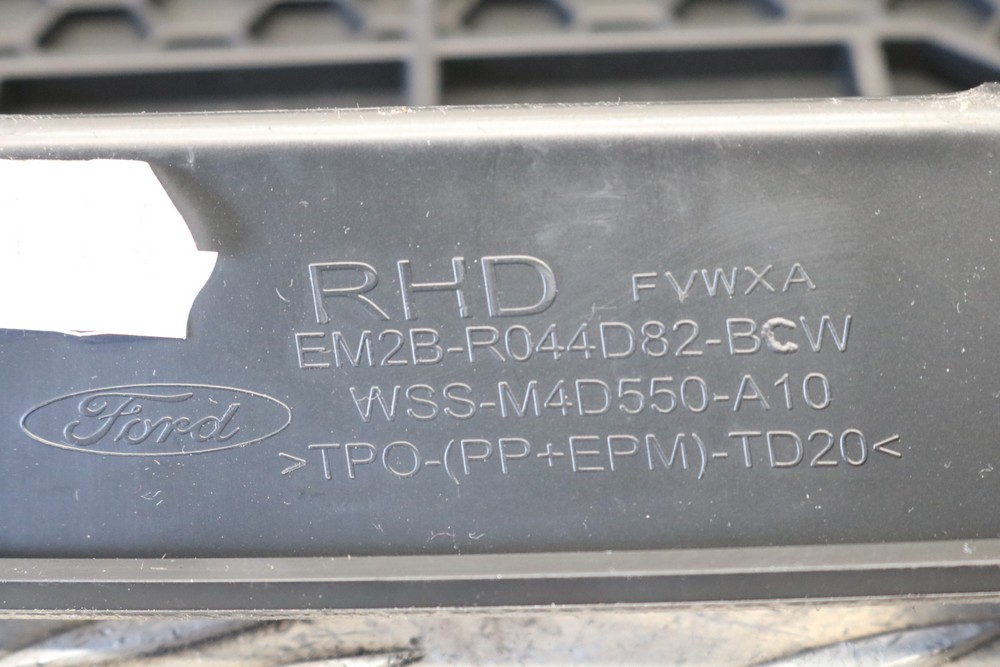 RHD FVWXA
EM2B-R044D82-BCW
WSS-M4D550-A10
Ford
>TPO-(PP+EPM)-TD20<